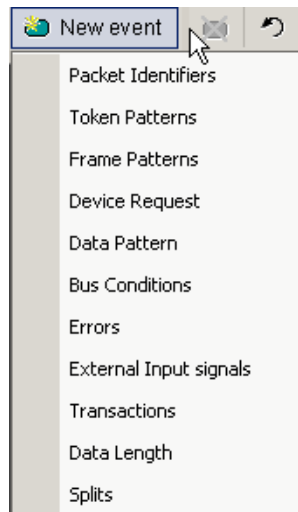 New event
Packet Identifiers
Token Patterns
Frame Patterns
Device Request
Data Pattern
Bus Conditions
Errors
External Input signals
Transactions
Data Length
Splits